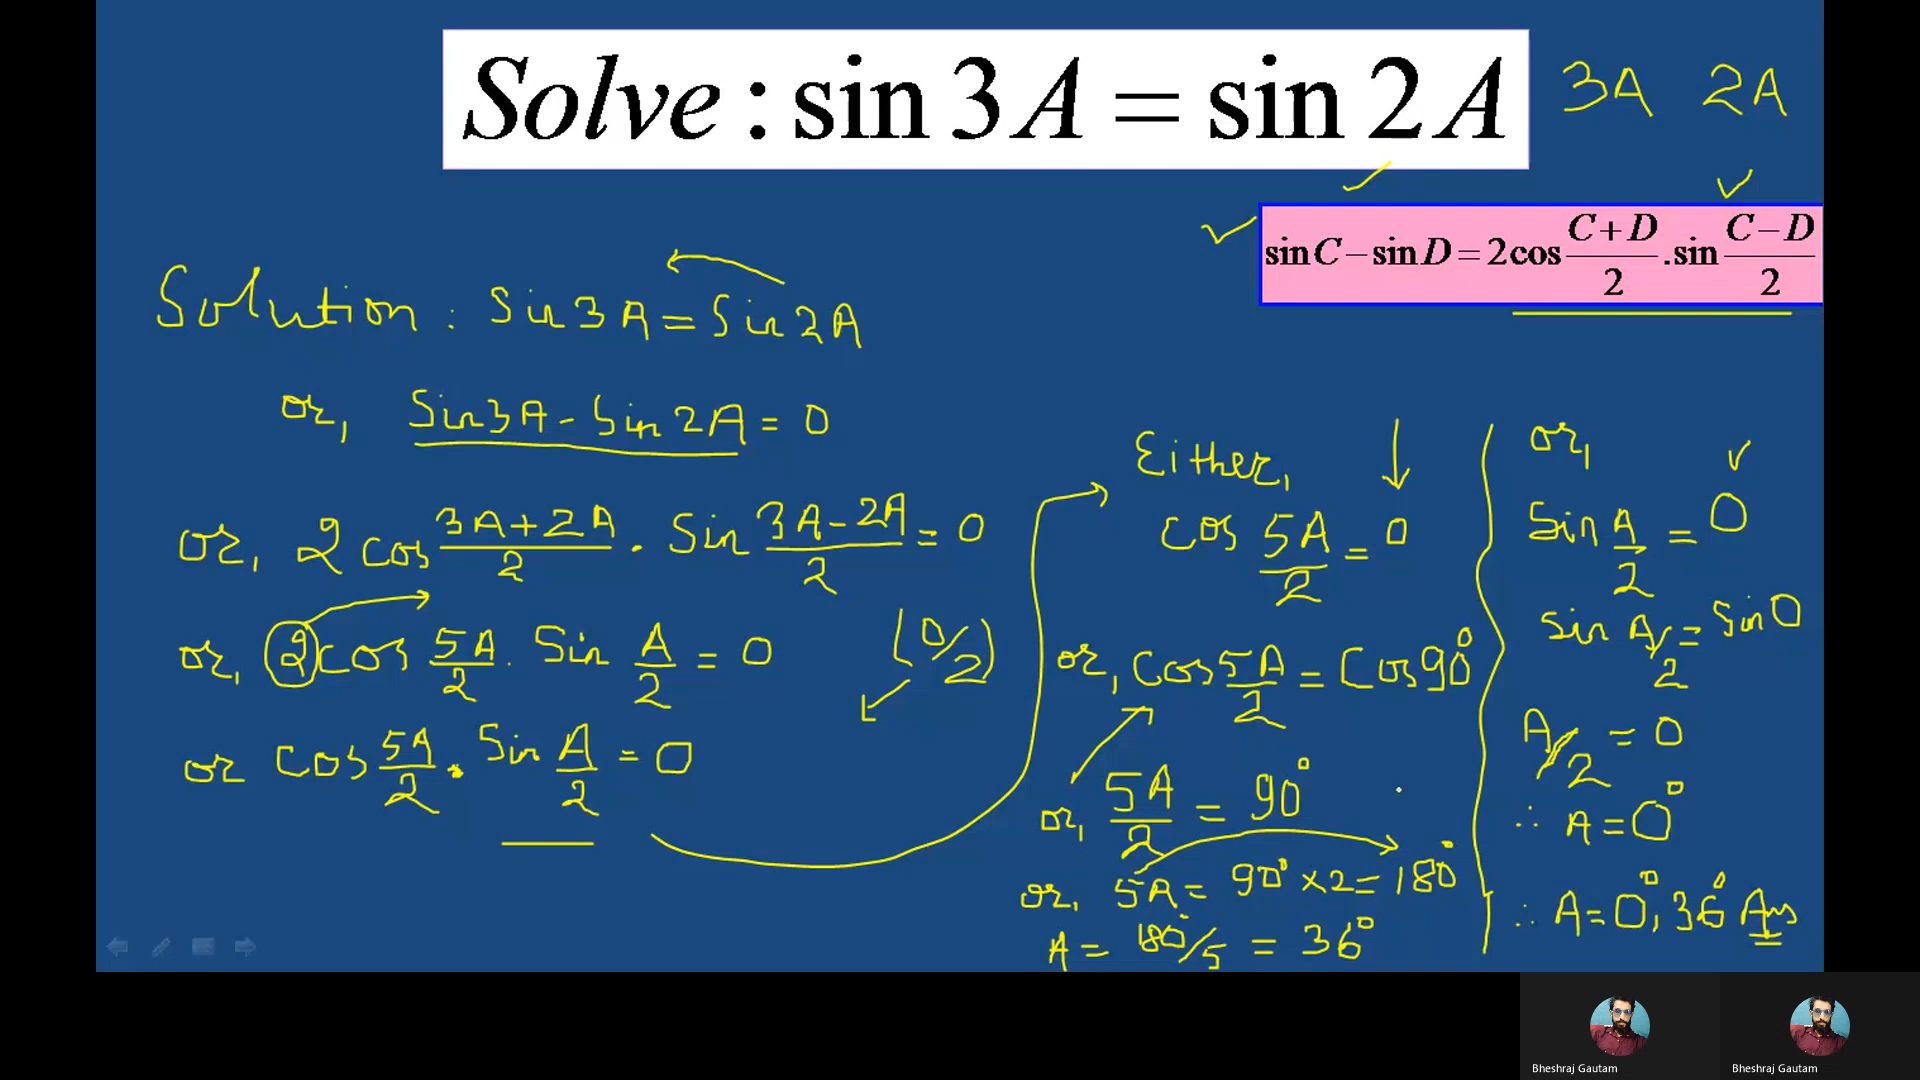 Solve : sin 3A = sin 2A
3A 2A
sin C − sin D = 2cos (C+D)/2 . sin (C−D)/2
Solution : Sin 3A = Sin 2A
or, Sin3A - Sin 2A = 0
or, 2 cos (3A+2A)/2 . Sin (3A-2A)/2 = 0
or, 2cos 5A/2 . Sin A/2 = 0
(0/2)
or cos 5A/2 . Sin A/2 = 0
Either,
cos 5A/2 = 0
or, cos 5A/2 = Cos90°
or, 5A/2 = 90°
or, 5A = 90° ×2 = 180°
A = 180°/5 = 36°
or,
Sin A/2 = 0
sin A/2 = sin 0
A/2 = 0
∴ A = 0°
∴ A = 0°, 36° Ans
Bheshraj Gautam
Bheshraj Gautam